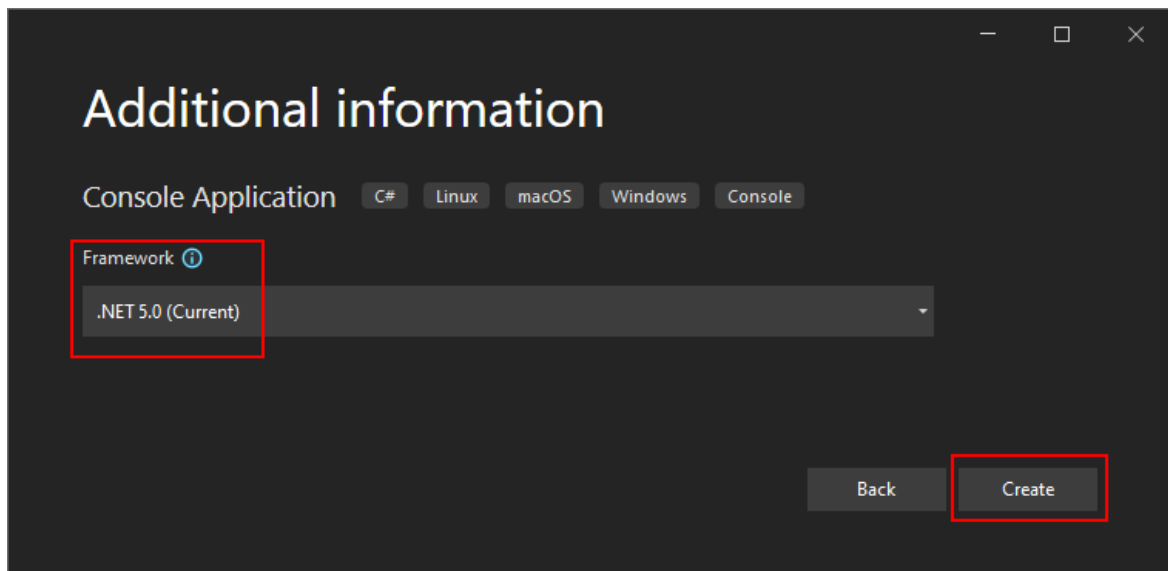 Additional information
Console Application C# Linux macOS Windows Console
Framework
.NET 5.0 (Current)
Back Create